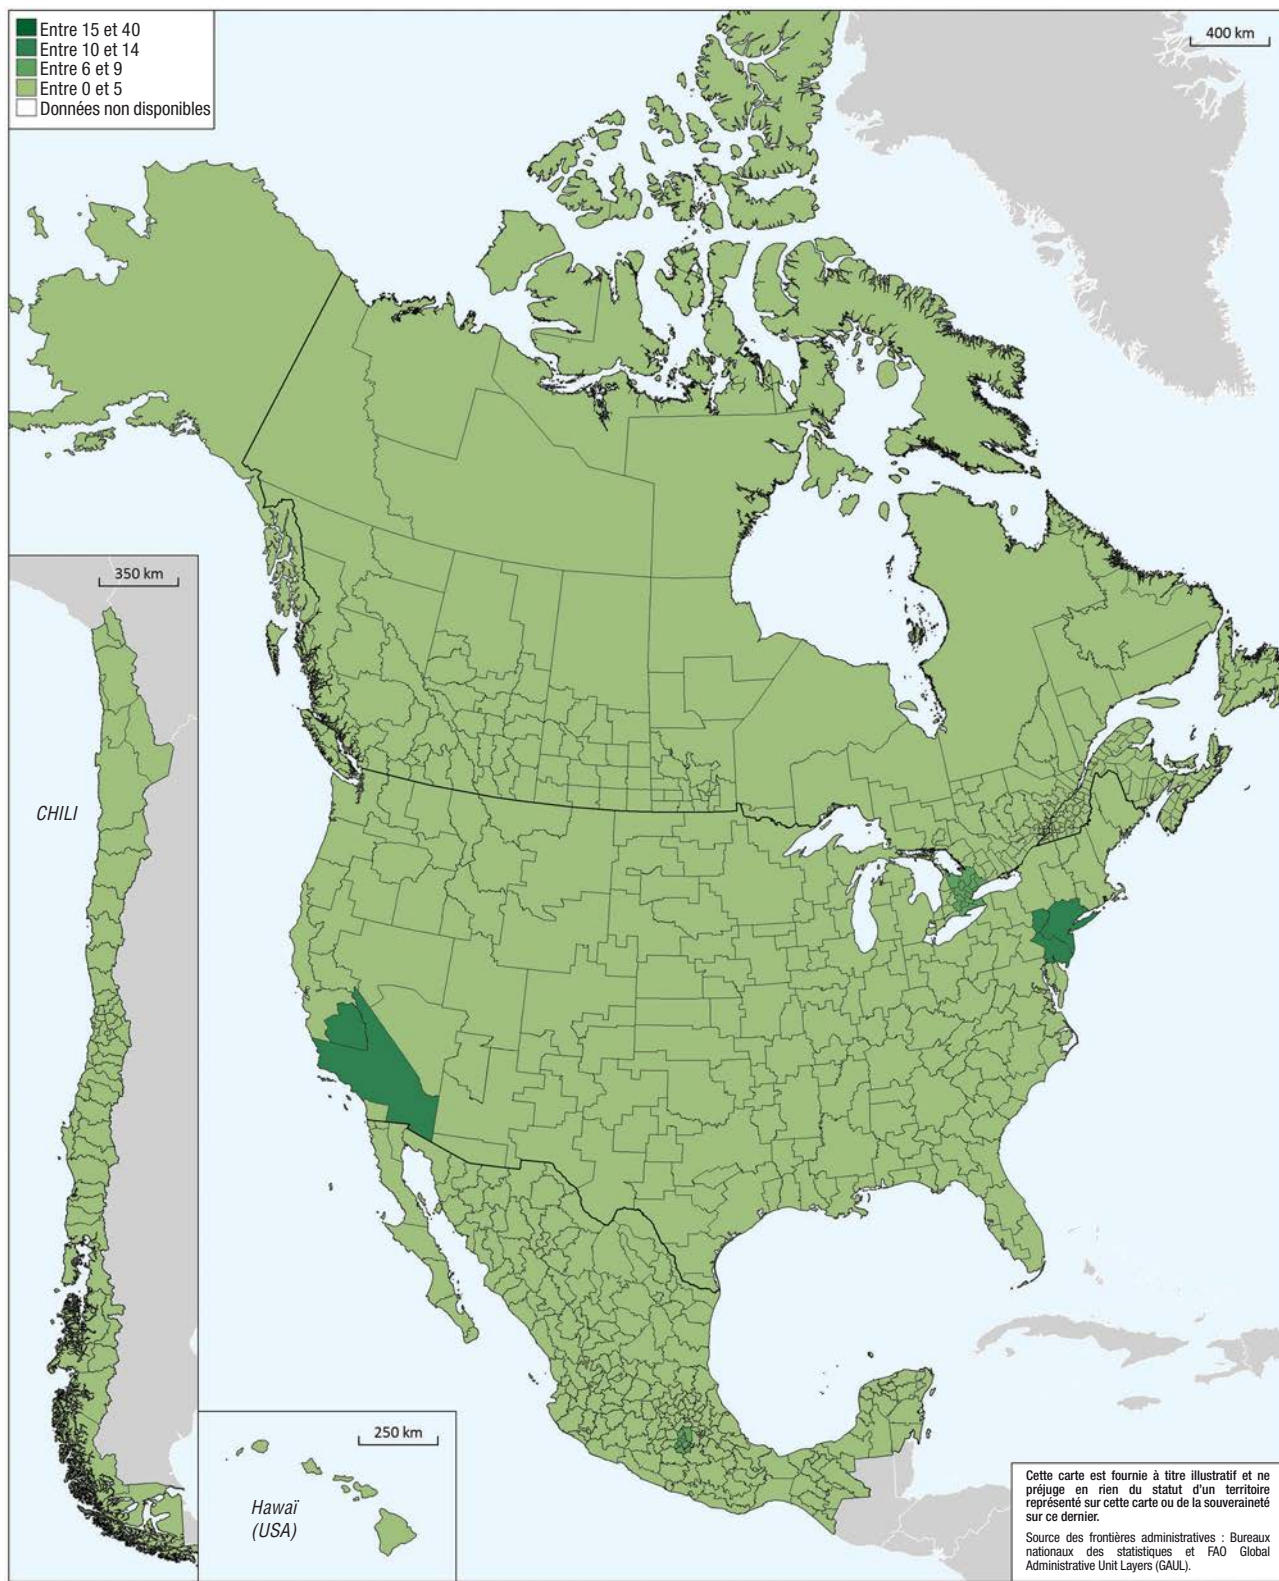 Entre 15 et 40
Entre 10 et 14
Entre 6 et 9
Entre 0 et 5
Données non disponibles
400 km
350 km
CHILI
250 km
Hawaï
(USA)
Cette carte est fournie à titre illustratif et ne
préjuge en rien du statut d'un territoire
représenté sur cette carte ou de la souveraineté
sur ce dernier.
Source des frontières administratives : Bureaux
nationaux des statistiques et FAO Global
Administrative Unit Layers (GAUL).